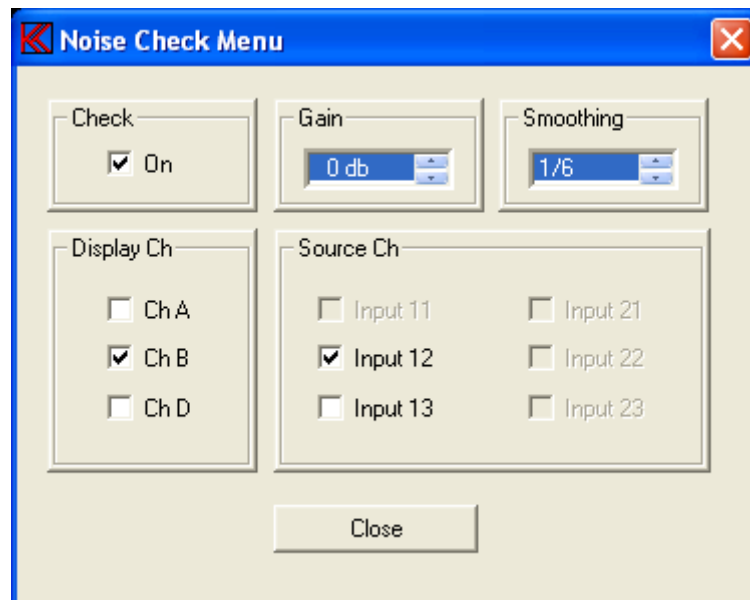 Noise Check Menu
Check
On
Gain
0 db
Smoothing
1/6
Display Ch
Ch A
Ch B
Ch D
Source Ch
Input 11
Input 21
Input 12
Input 22
Input 13
Input 23
Close